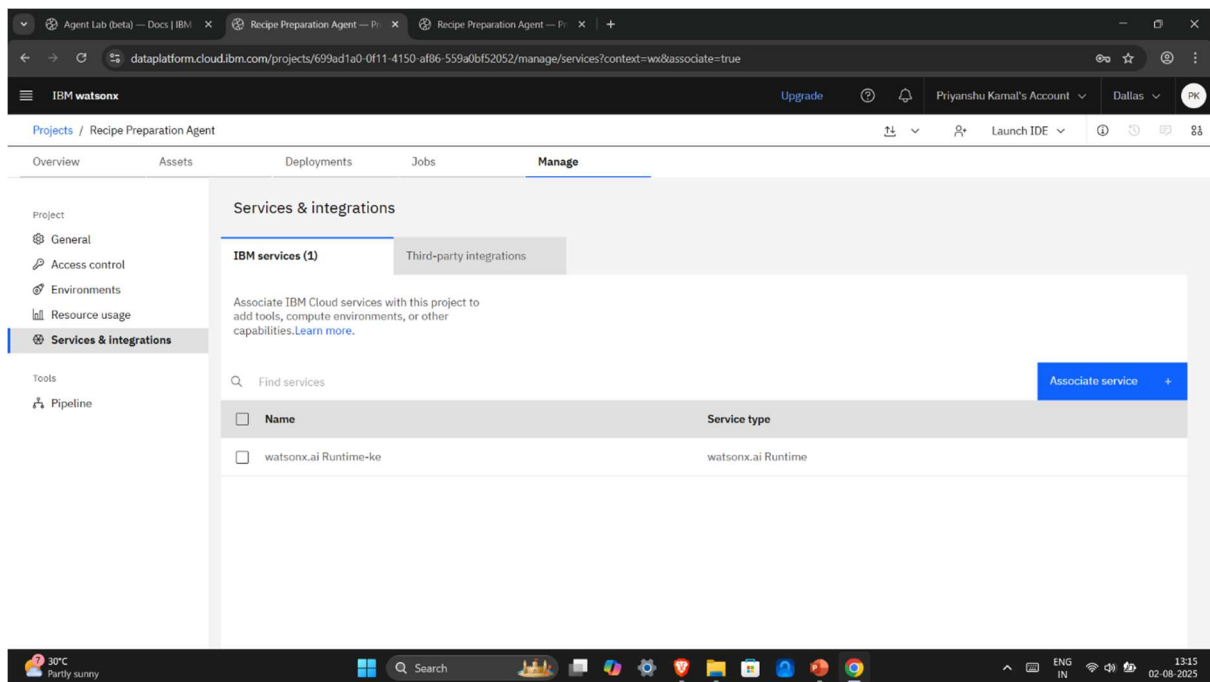 Agent Lab (beta) — Docs | IBM
Recipe Preparation Agent — Pr
Recipe Preparation Agent — Pr
dataplatform.cloud.ibm.com/projects/699ad1a0-0f11-4150-af86-559a0bf52052/manage/services?context=wx&associate=true
IBM watsonx
Upgrade
Priyanshu Kamal's Account
Dallas
PK
Projects / Recipe Preparation Agent
Launch IDE
Overview
Assets
Deployments
Jobs
Manage
Project
General
Access control
Environments
Resource usage
Services & integrations
Tools
Pipeline
Services & integrations
IBM services (1)
Third-party integrations
Associate IBM Cloud services with this project to
add tools, compute environments, or other
capabilities.Learn more.
Find services
Associate service +
Name
Service type
watsonx.ai Runtime-ke
watsonx.ai Runtime
7
30°C
Partly sunny
Search
ENG
IN
13:15
02-08-2025